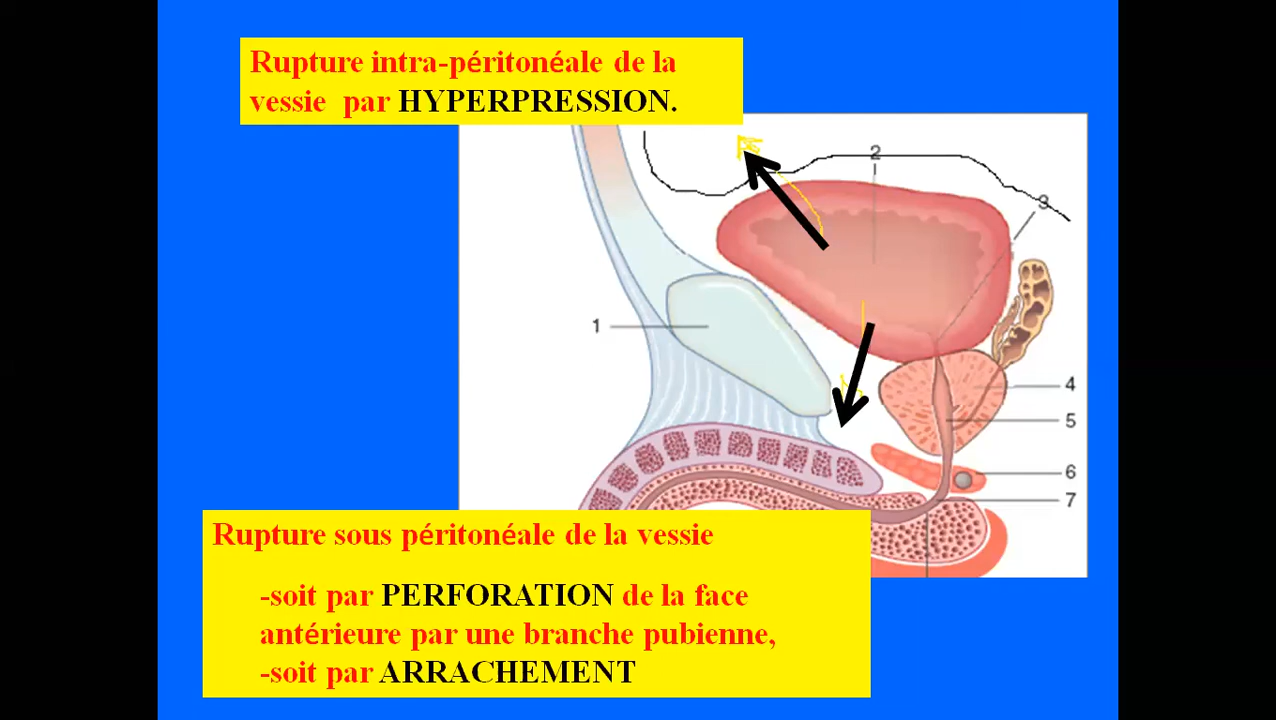 Rupture intra-péritonéale de la
vessie par HYPERPRESSION.
2
3
1
4
5
6
7
Rupture sous péritonéale de la vessie
-soit par PERFORATION de la face
antérieure par une branche pubienne,
-soit par ARRACHEMENT